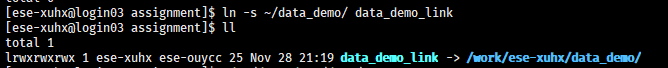 [ese-xuhx@login03 assignment]$ ln -s ~/data_demo/ data_demo_link
[ese-xuhx@login03 assignment]$ ll
total 1
lrwxrwxrwx 1 ese-xuhx ese-ouycc 25 Nov 28 21:19 data_demo_link -> /work/ese-xuhx/data_demo/